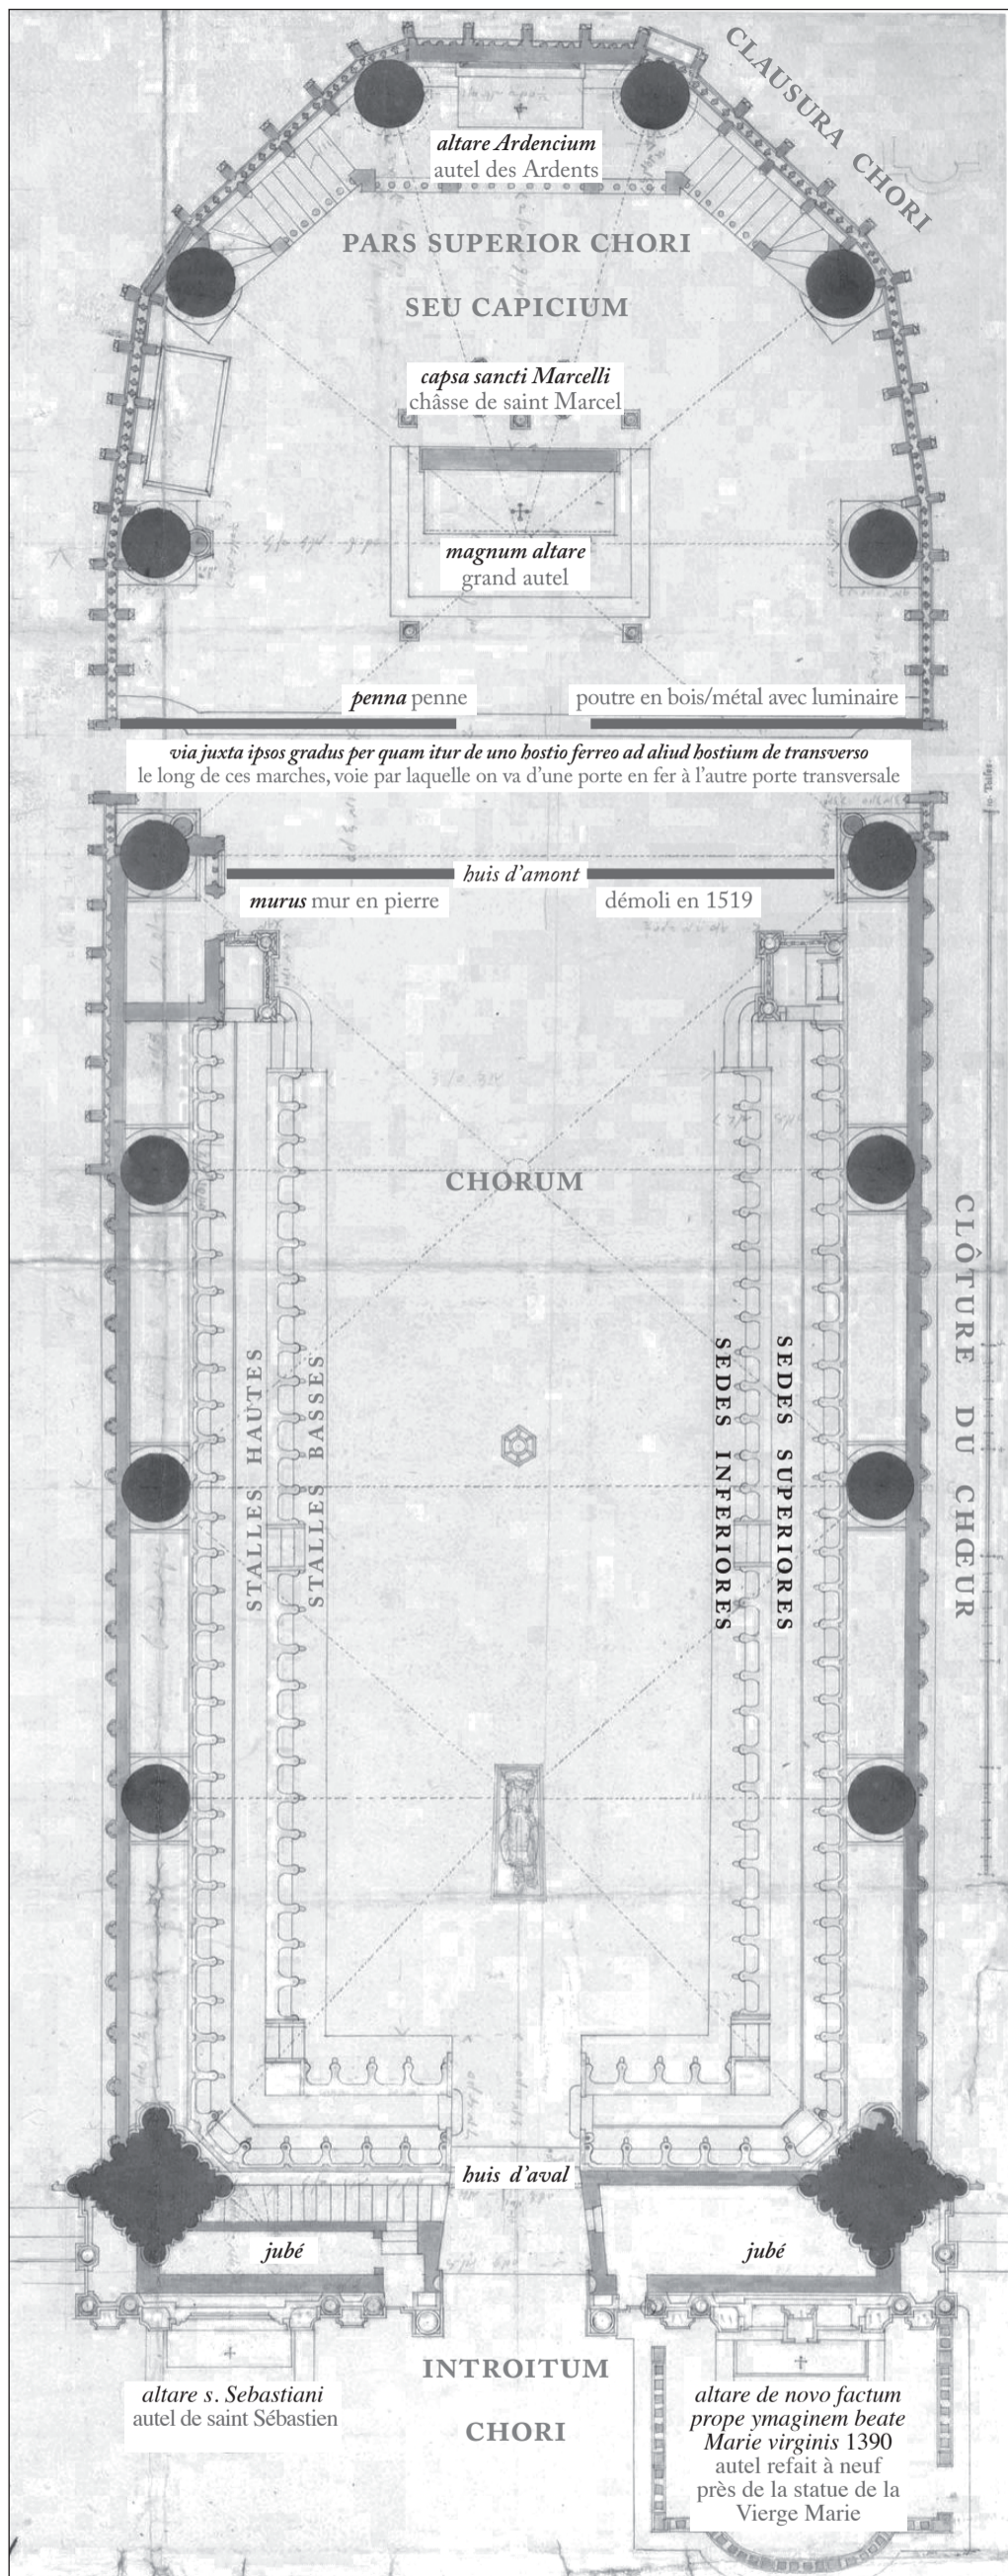 CLAUSURA CHORI
altare Ardencium
autel des Ardents
PARS SUPERIOR CHORI
SEU CAPICIUM
capsa sancti Marcelli
châsse de saint Marcel
magnum altare
grand autel
penna penne
poutre en bois/métal avec luminaire
via juxta ipsos gradus per quam itur de uno hostio ferreo ad aliud hostium de transverso
le long de ces marches, voie par laquelle on va d’une porte en fer à l’autre porte transversale
huis d’amont
murus mur en pierre
démoli en 1519
CHORUM
STALLES HAUTES
STALLES BASSES
SEDES INFERIORES
SEDES SUPERIORES
CLÔTURE DU CHŒUR
huis d’aval
jubé
jubé
INTROITUM
CHORI
altare s. Sebastiani
autel de saint Sébastien
altare de novo factum
prope ymaginem beate
Marie virginis 1390
autel refait à neuf
près de la statue de la
Vierge Marie